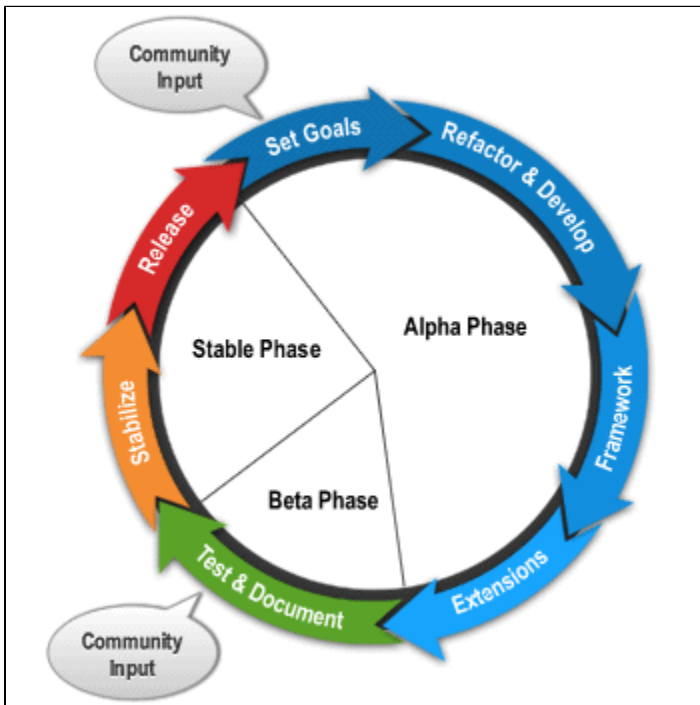 Community
Input
Set Goals
Refactor & Develop
Release
Stable Phase
Alpha Phase
Framework
Stabilize
Beta Phase
Extensions
Test & Document
Community
Input